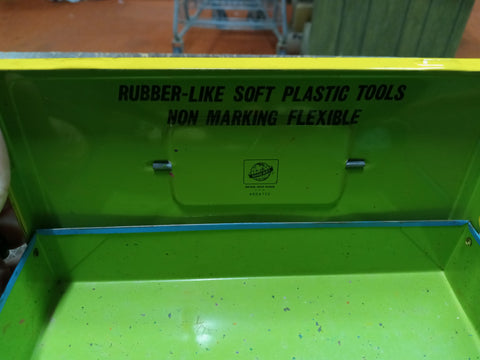 RUBBER-LIKE SOFT PLASTIC TOOLS
NON MARKING FLEXIBLE